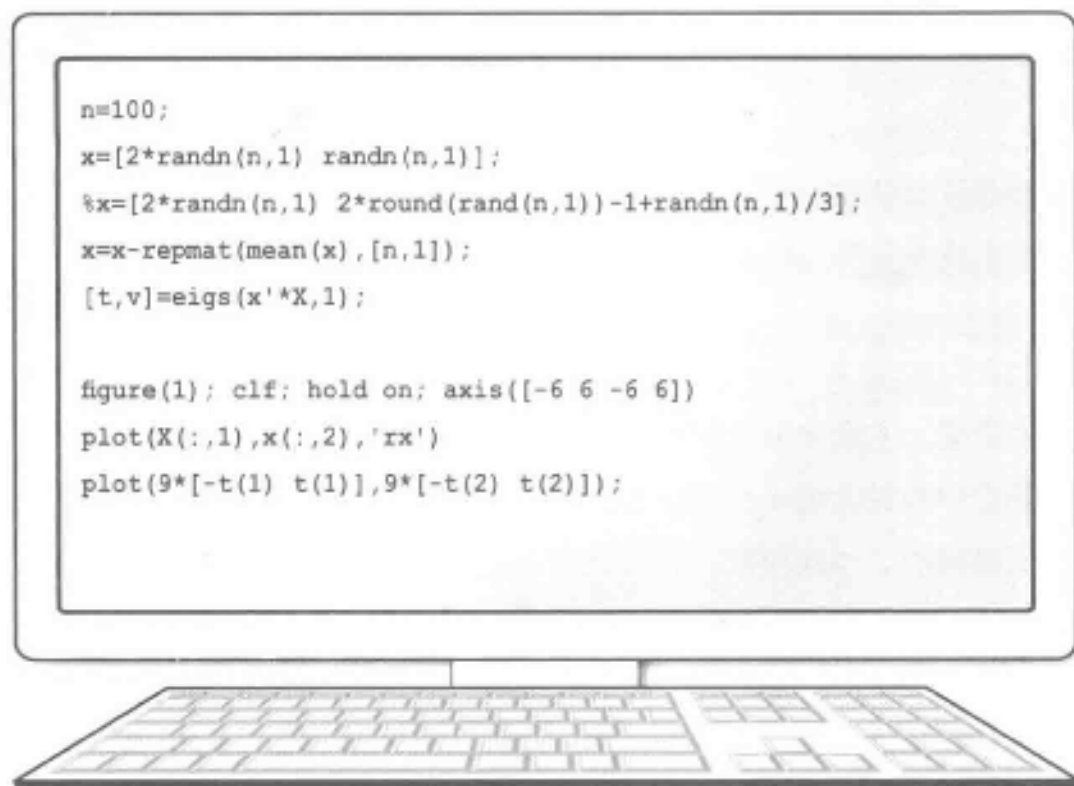 n=100;
x=[2*randn(n,1) randn(n,1)];
%x=[2*randn(n,1) 2*round(rand(n,1))-1+randn(n,1)/3];
x=x-repmat(mean(x),[n,1]);
[t,v]=eigs(x'*X,1);
figure(1); clf; hold on; axis([-6 6 -6 6])
plot(X(:,1),x(:,2),'rx')
plot(9*[-t(1) t(1)],9*[-t(2) t(2)]);